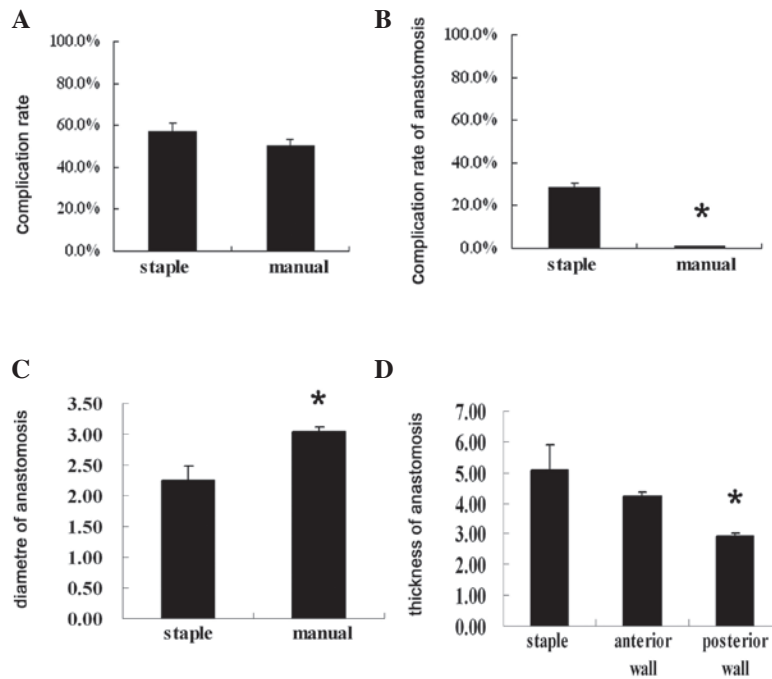 A
Complication rate
100.0%
80.0%
60.0%
40.0%
20.0%
0.0%
staple
manual
B
Complication rate of anastomosis
100.0%
80.0%
60.0%
40.0%
20.0%
0.0%
*
staple
manual
C
diametre of anastomosis
3.50
3.00
2.50
2.00
1.50
1.00
0.50
0.00
*
staple
manual
D
thickness of anastomosis
7.00
6.00
5.00
4.00
3.00
2.00
1.00
0.00
*
staple
anterior
wall
posterior
wall